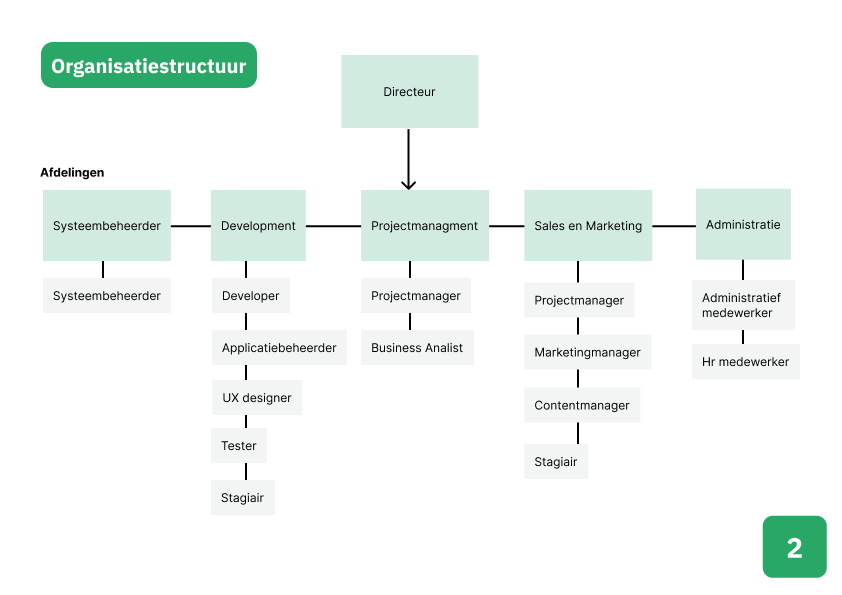 Organisatiestructuur
Directeur
Afdelingen
Systeembeheerder
Development
Projectmanagment
Sales en Marketing
Administratie
Systeembeheerder
Developer
Applicatiebeheerder
UX designer
Tester
Stagiair
Projectmanager
Business Analist
Projectmanager
Marketingmanager
Contentmanager
Stagiair
Administratief
medewerker
Hr medewerker
2